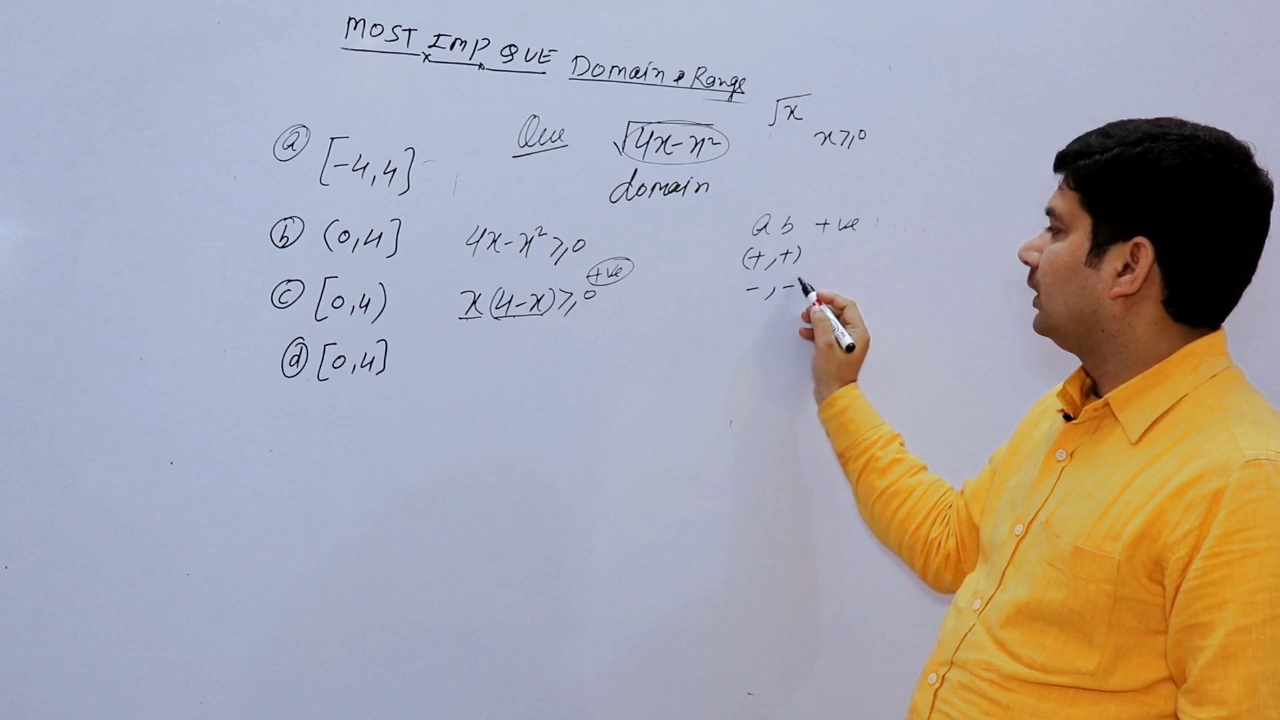 MOST IMP QUE Domain & Range
Que √4x-x²
domain
√x
x≥0
ⓐ [-4,4]
ⓑ (0,4]
ⓒ [0,4)
ⓓ [0,4]
4x-x²≥0
x(4-x)≥0 +ve
ab +ve
(+,+)
-,-